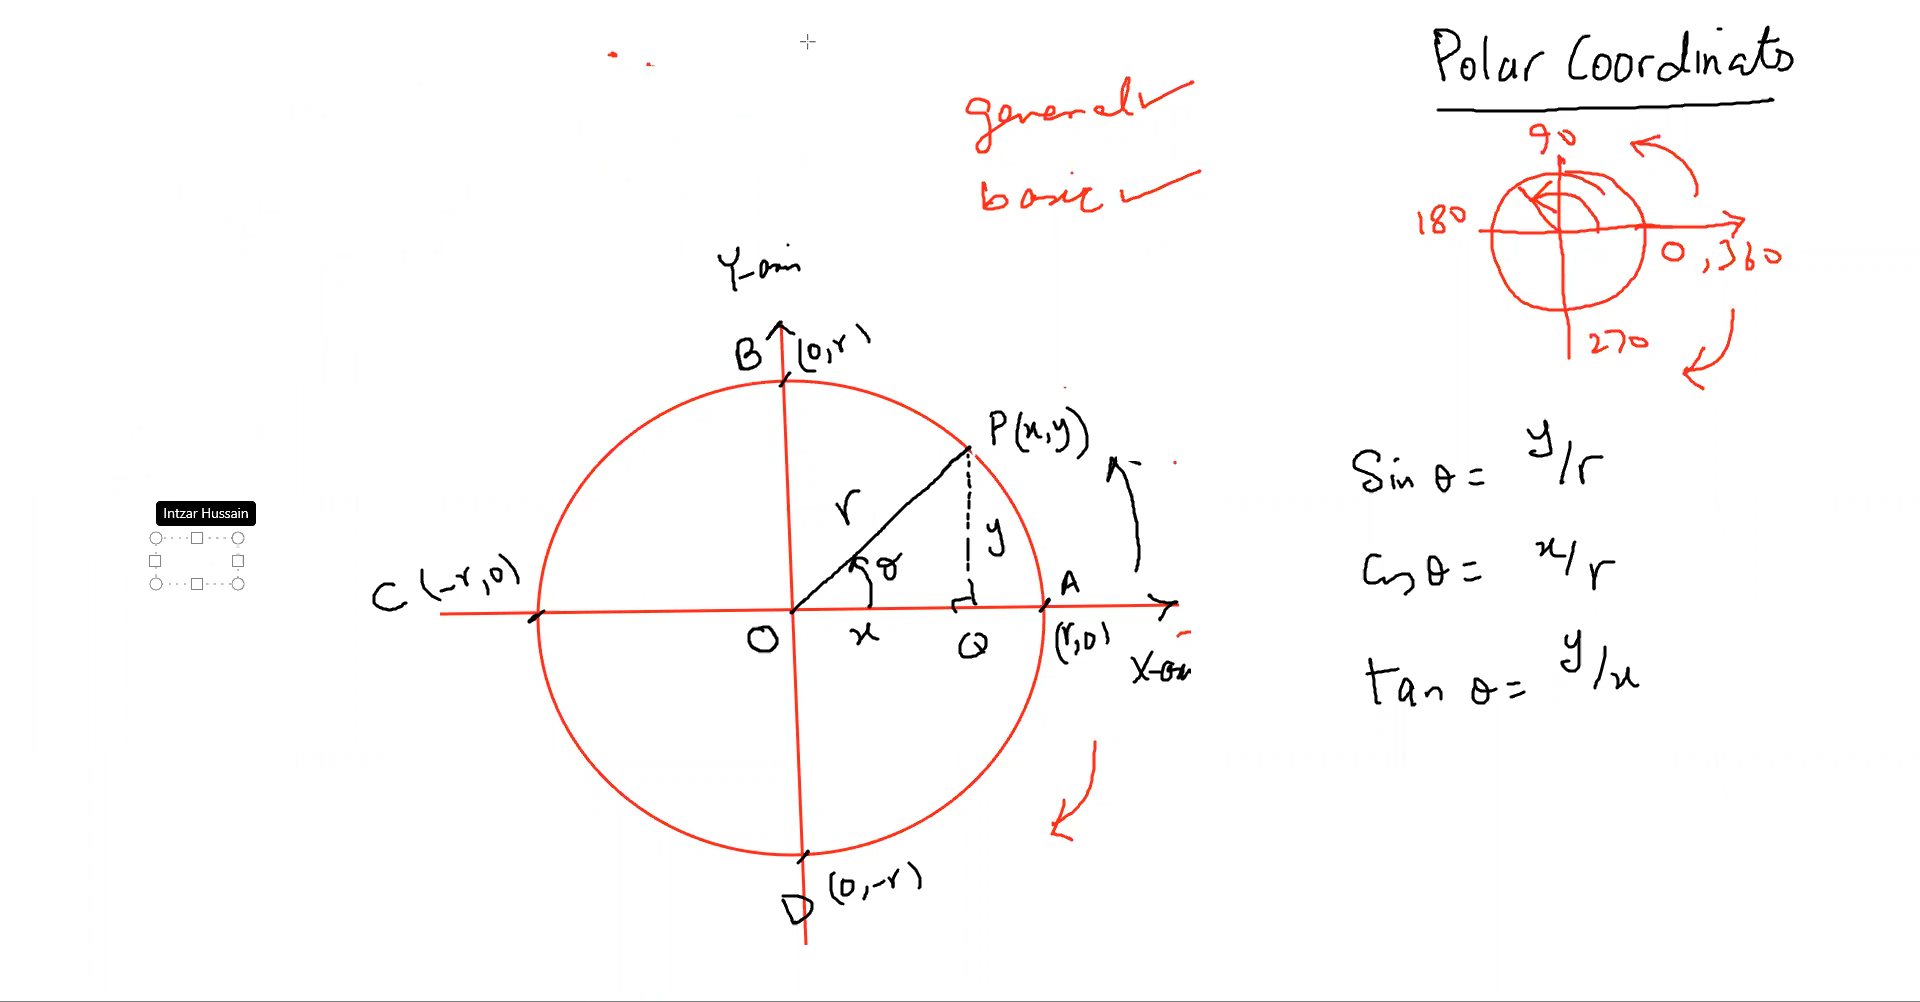 Polar Coordinats
general
basic
90
180
0,360
270
Y-axis
B (0,r)
P(x,y)
r
y
θ
Sin θ = y/r
Intzar Hussain
C (-r,0)
A
Cos θ = x/r
O
x
Q
(r,0)
X-ax
tan θ = y/x
D (0,-r)